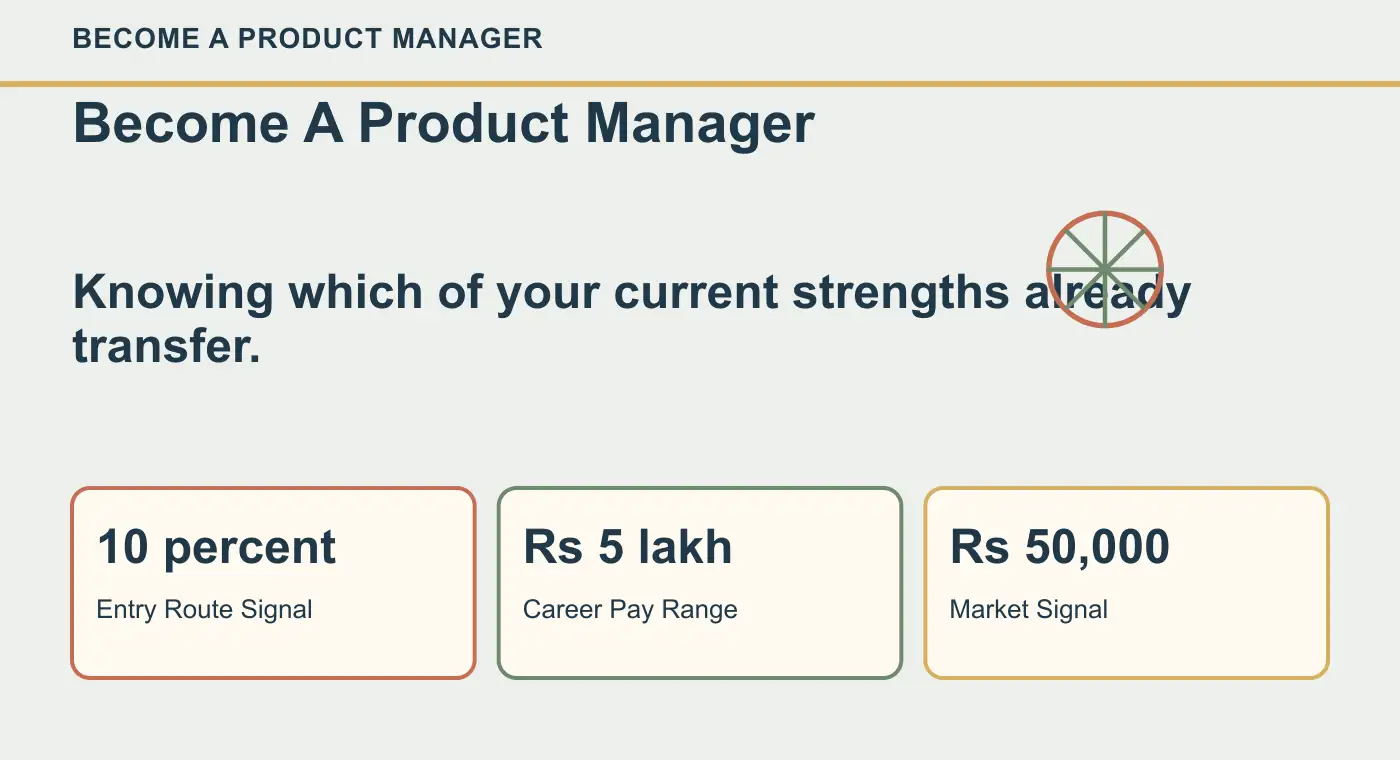 BECOME A PRODUCT MANAGER
Become A Product Manager
Knowing which of your current strengths already
transfer.
10 percent
Entry Route Signal
Rs 5 lakh
Career Pay Range
Rs 50,000
Market Signal